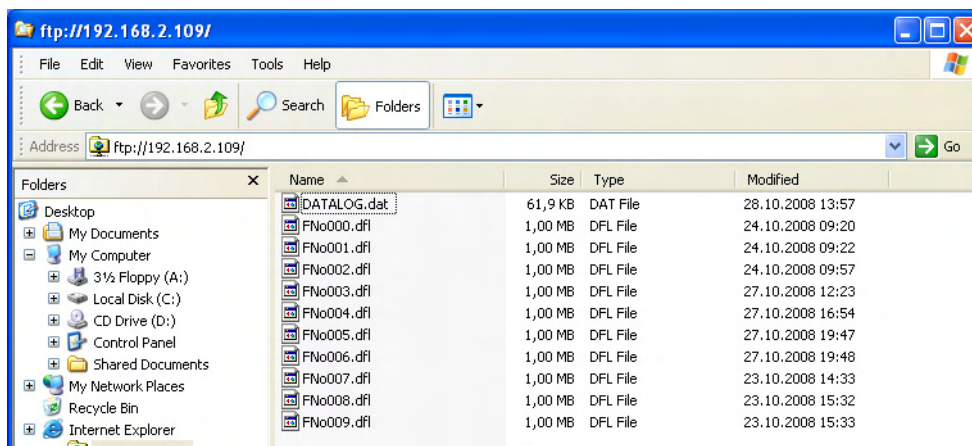 ftp://192.168.2.109/
File Edit View Favorites Tools Help
Back Search Folders
Address ftp://192.168.2.109/ Go
Folders x
Desktop
My Documents
My Computer
3½ Floppy (A:)
Local Disk (C:)
CD Drive (D:)
Control Panel
Shared Documents
My Network Places
Recycle Bin
Internet Explorer
Name Size Type Modified
DATALOG.dat 61,9 KB DAT File 28.10.2008 13:57
FNo000.dfl 1,00 MB DFL File 24.10.2008 09:20
FNo001.dfl 1,00 MB DFL File 24.10.2008 09:22
FNo002.dfl 1,00 MB DFL File 24.10.2008 09:57
FNo003.dfl 1,00 MB DFL File 27.10.2008 12:23
FNo004.dfl 1,00 MB DFL File 27.10.2008 16:54
FNo005.dfl 1,00 MB DFL File 27.10.2008 19:47
FNo006.dfl 1,00 MB DFL File 27.10.2008 19:48
FNo007.dfl 1,00 MB DFL File 23.10.2008 14:33
FNo008.dfl 1,00 MB DFL File 23.10.2008 15:32
FNo009.dfl 1,00 MB DFL File 23.10.2008 15:33